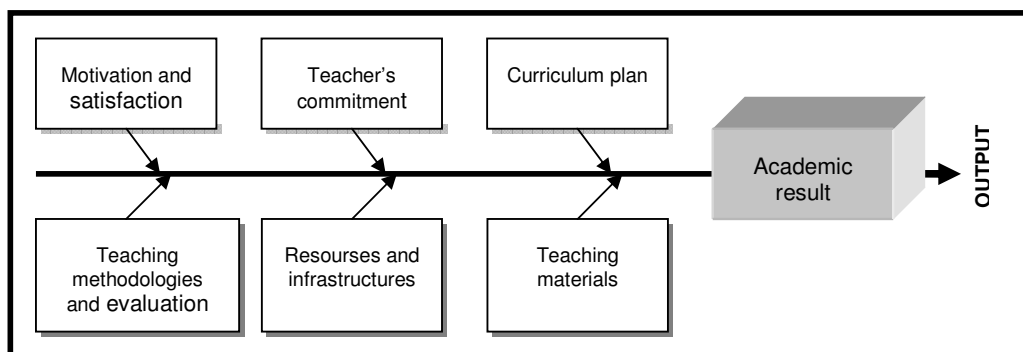 Motivation and
satisfaction
Teacher's
commitment
Curriculum plan
Academic
result
OUTPUT
Teaching
methodologies
and evaluation
Resourses and
infrastructures
Teaching
materials